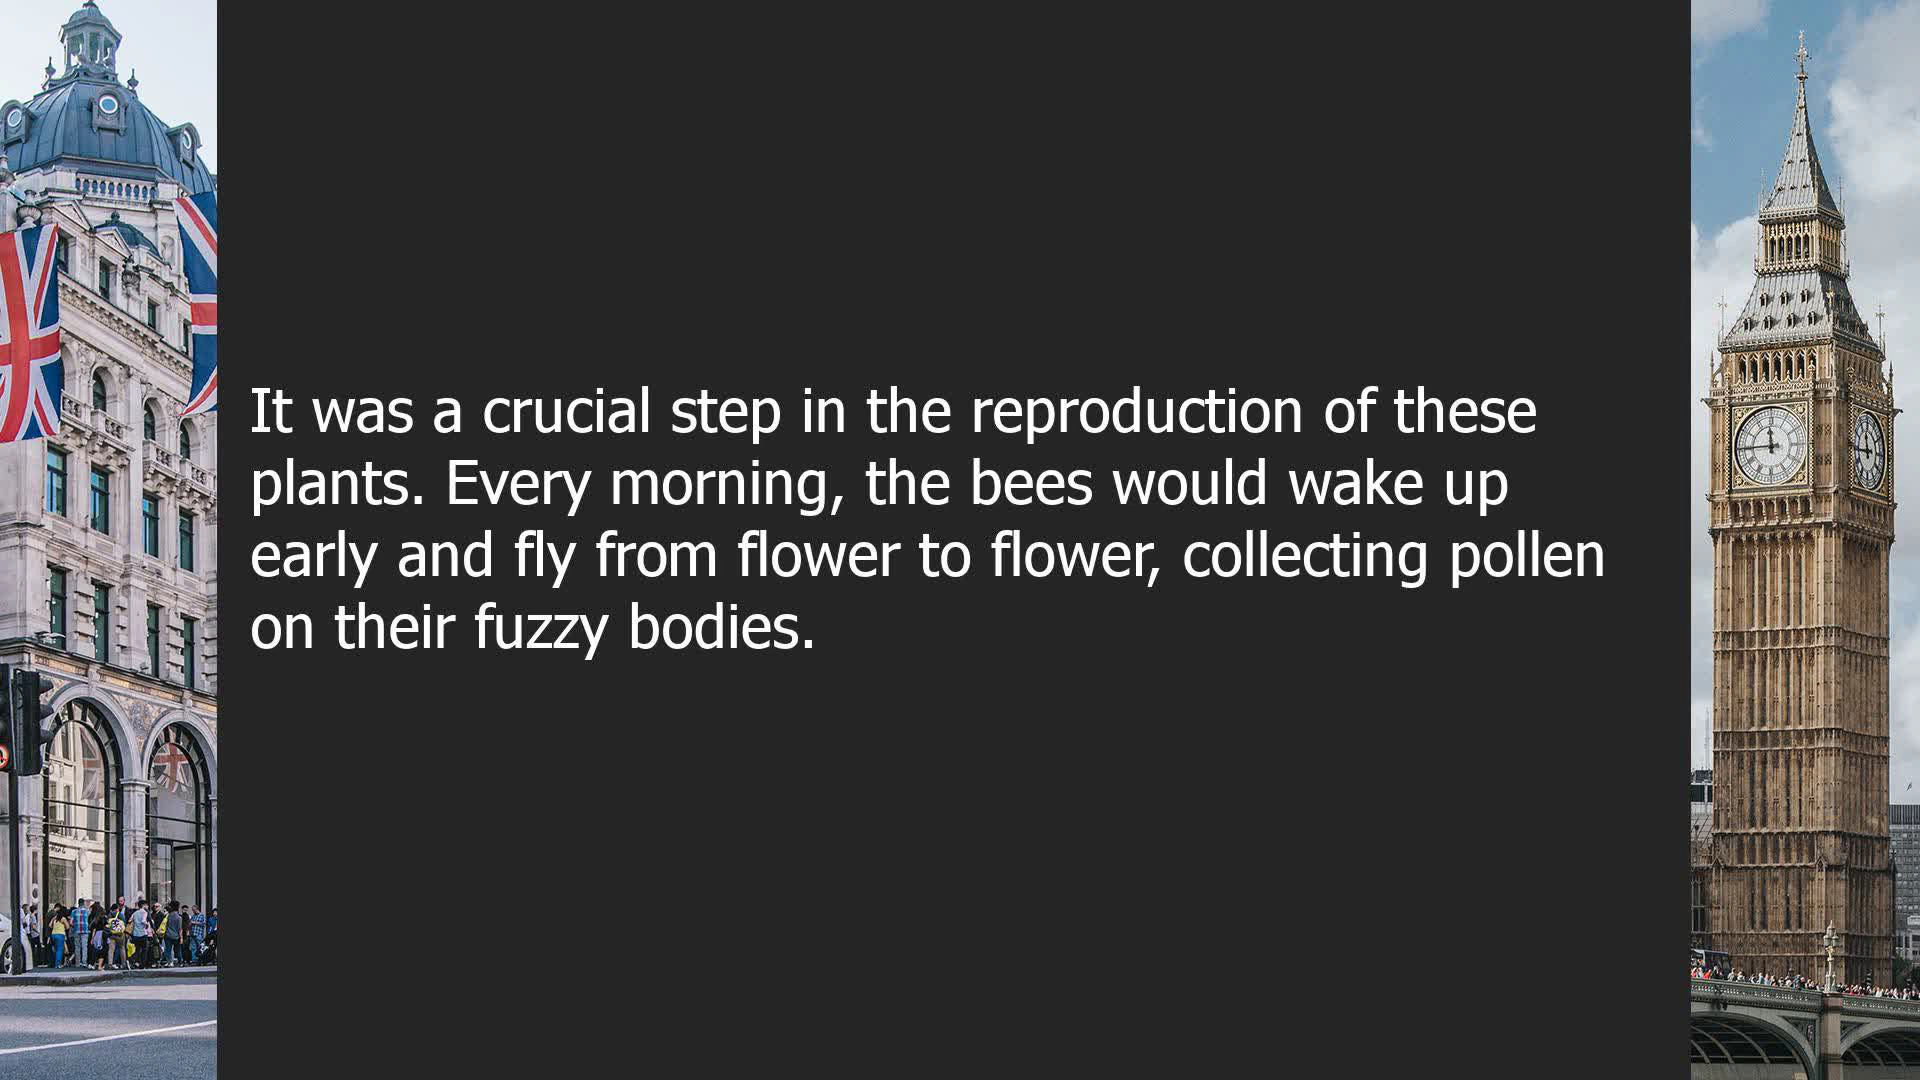 It was a crucial step in the reproduction of these
plants. Every morning, the bees would wake up
early and fly from flower to flower, collecting pollen
on their fuzzy bodies.